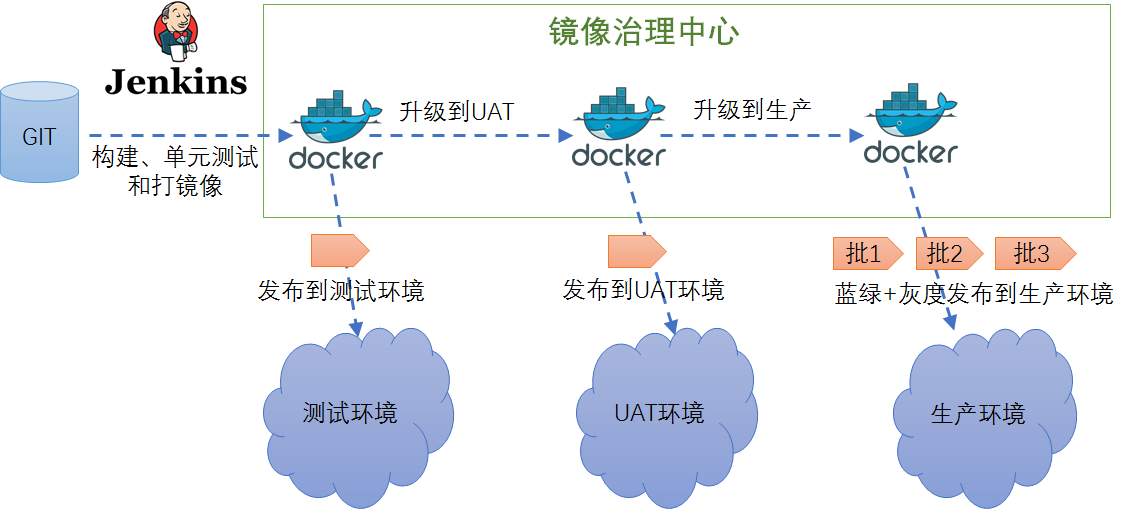 镜像治理中心
Jenkins
GIT
构建、单元测试
和打镜像
docker
升级到UAT
docker
升级到生产
docker
发布到测试环境
发布到UAT环境
批1
批2
批3
蓝绿+灰度发布到生产环境
测试环境
UAT环境
生产环境